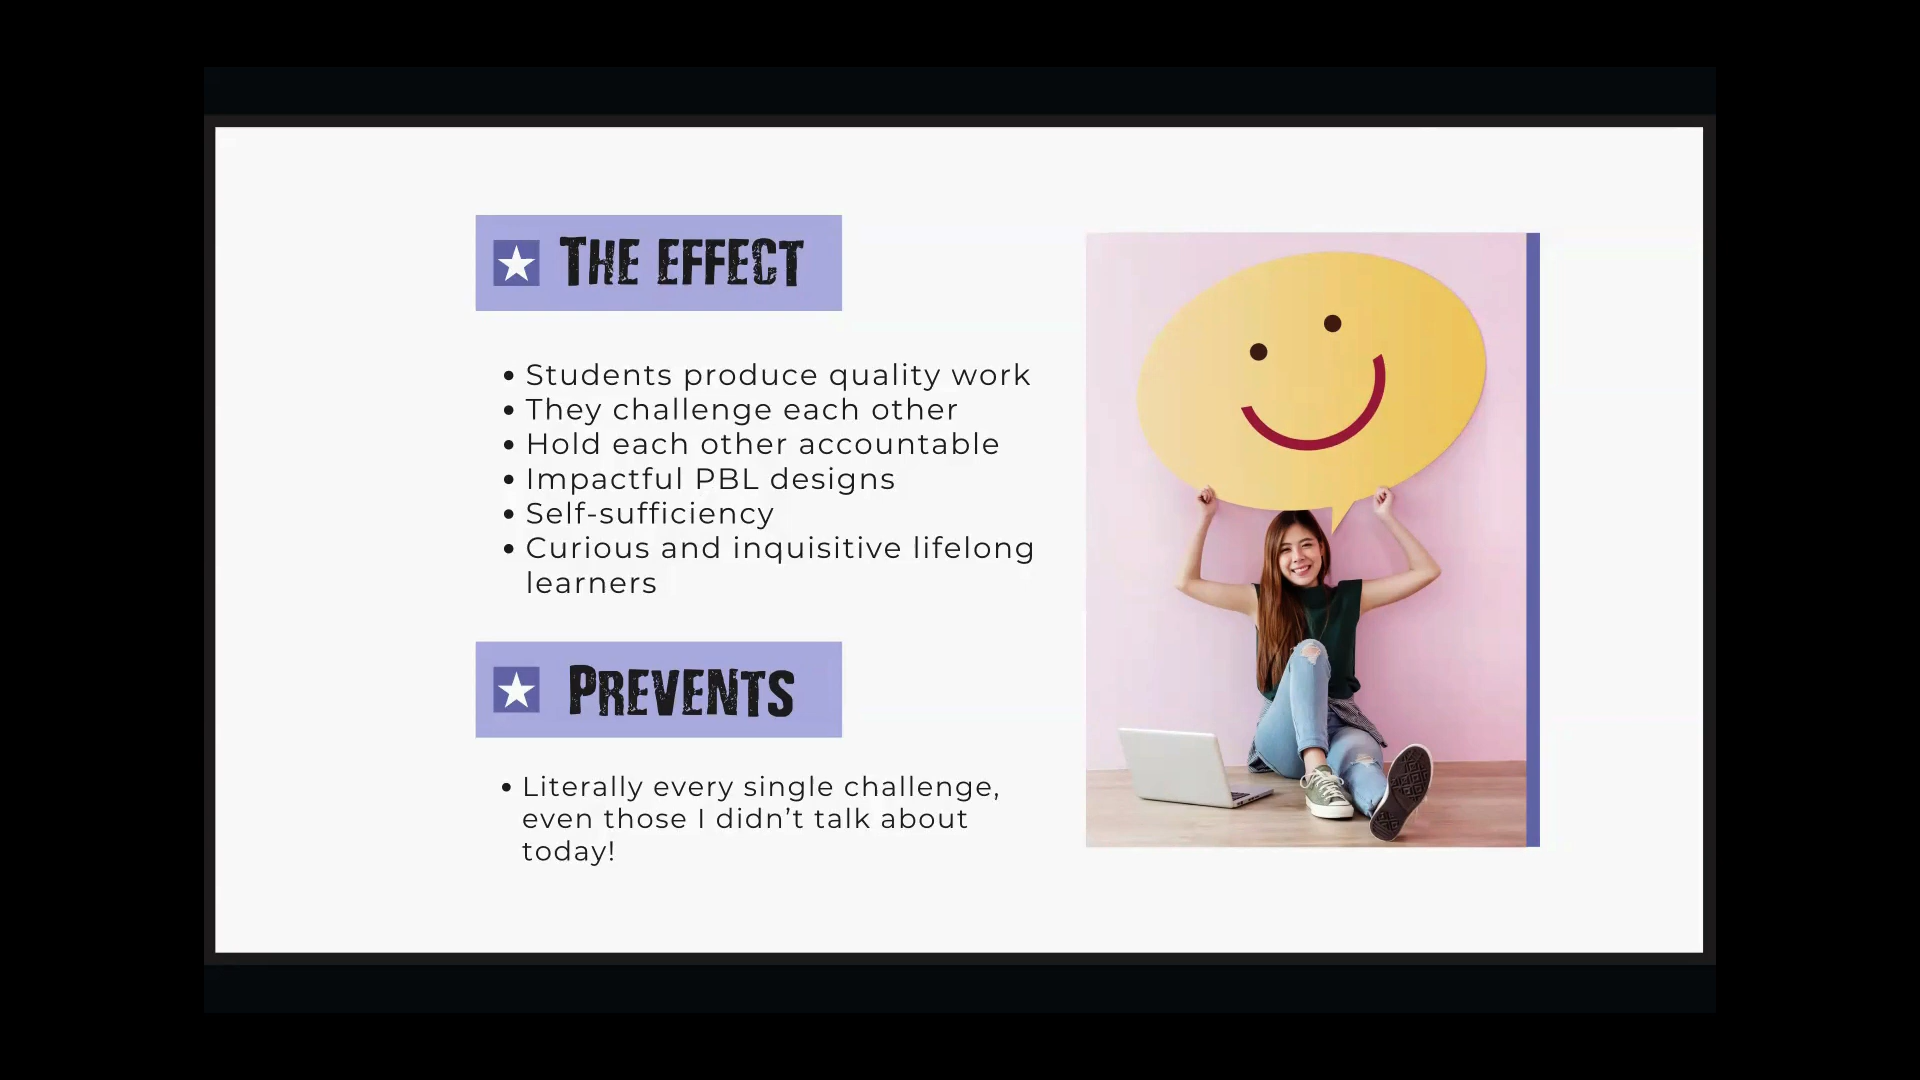 THE EFFECT
• Students produce quality work
• They challenge each other
• Hold each other accountable
• Impactful PBL designs
• Self-sufficiency
• Curious and inquisitive lifelong
learners
PREVENTS
• Literally every single challenge,
even those I didn’t talk about
today!